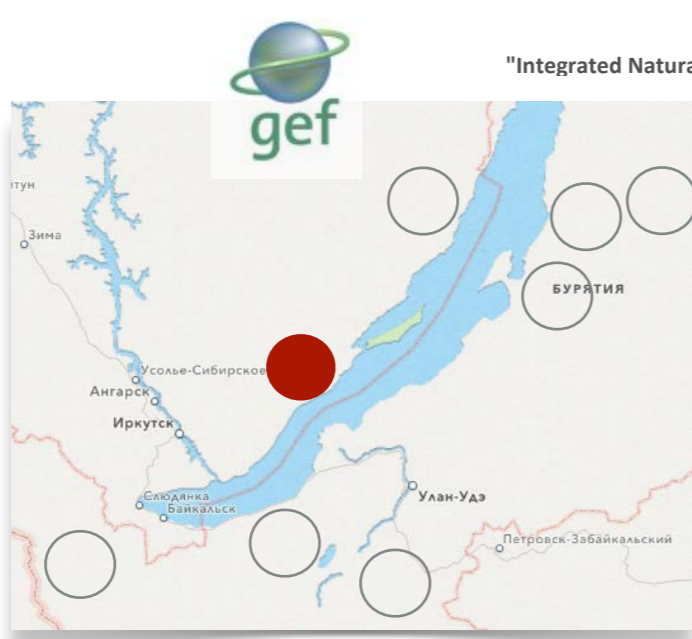 "Integrated Natura
gef
тун
Зима
БУРЯТИЯ
Усолье-Сибирское
Ангарск
Иркутск
Слюдянка
Байкальск
Улан-Удэ
Петровск-Забайкальский